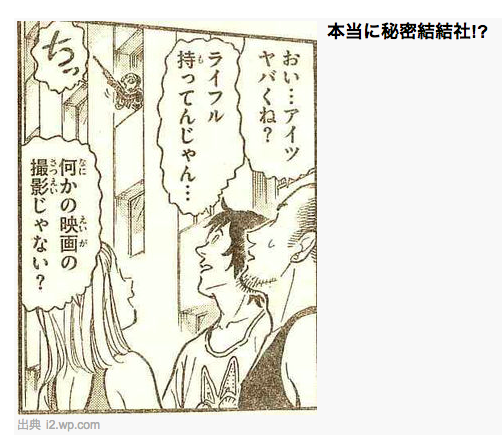 本当に秘密結結社!?
おい…アイツ
ヤバくね?
ライフル
持ってんじゃん…
ちっ
何かの映画の
撮影じゃない?
出典 i2.wp.com